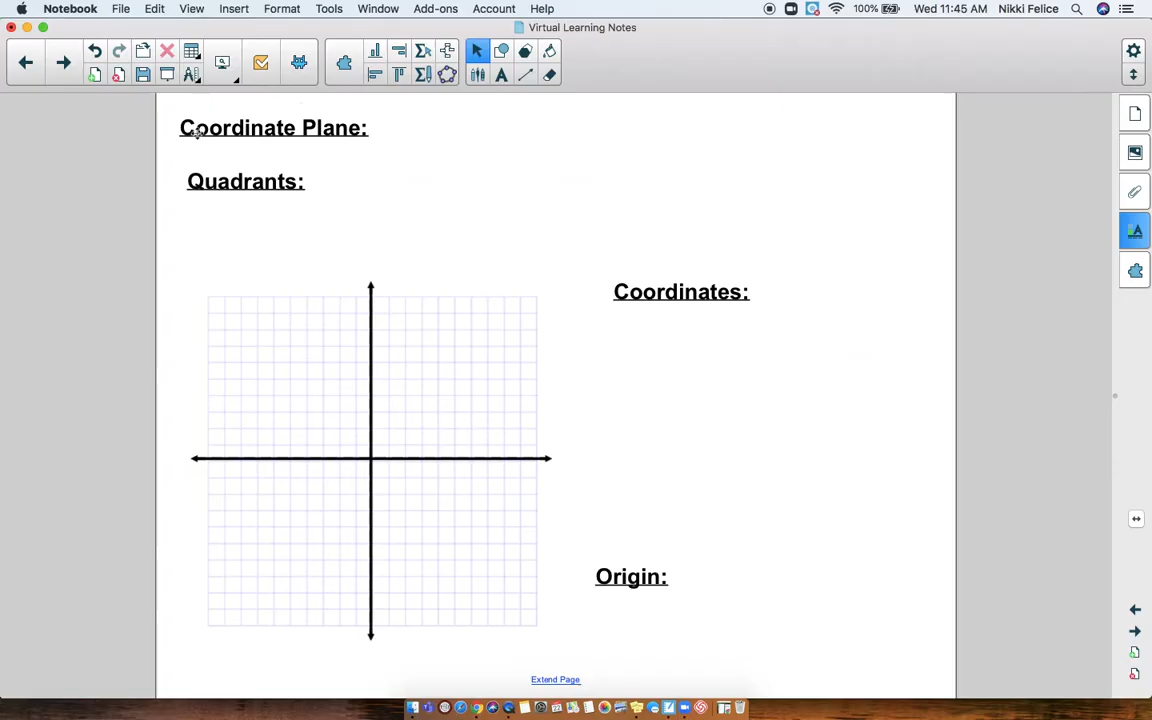 Notebook File Edit View Insert Format Tools Window Add-ons Account Help 100% Wed 11:45 AM Nikki Felice
Virtual Learning Notes
Coordinate Plane:
Quadrants:
Coordinates:
Origin:
Extend Page